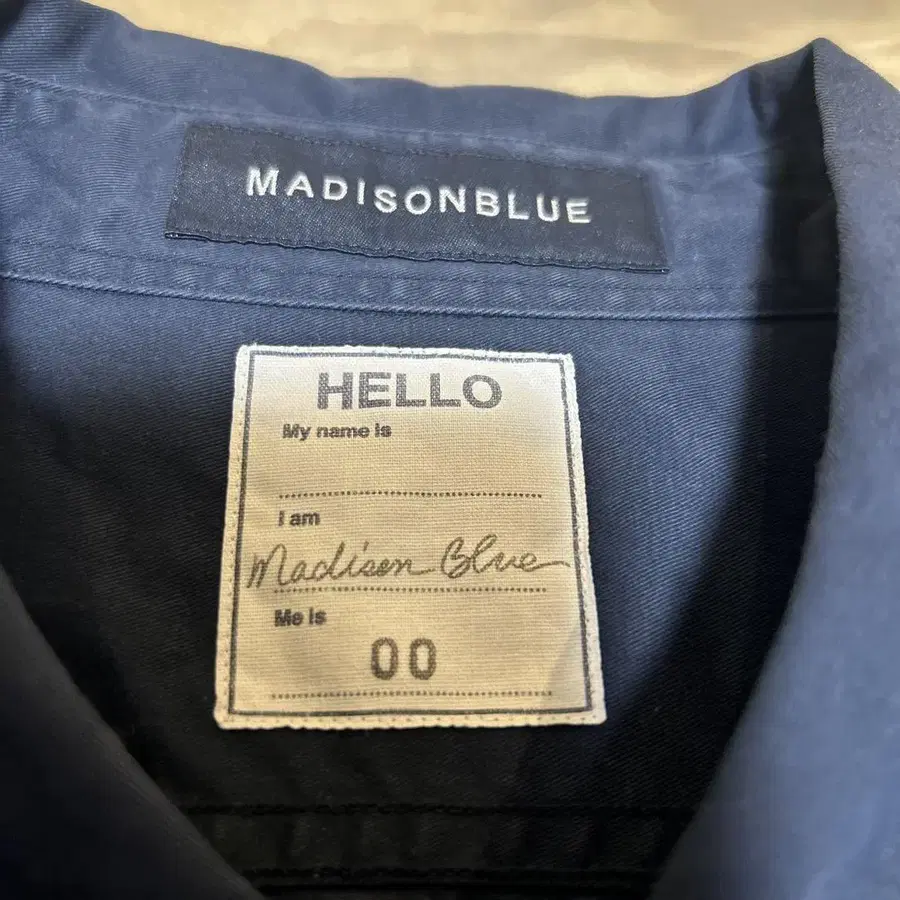 MADISONBLUE
HELLO
My name is
I am
Madison Blue
Me is
00